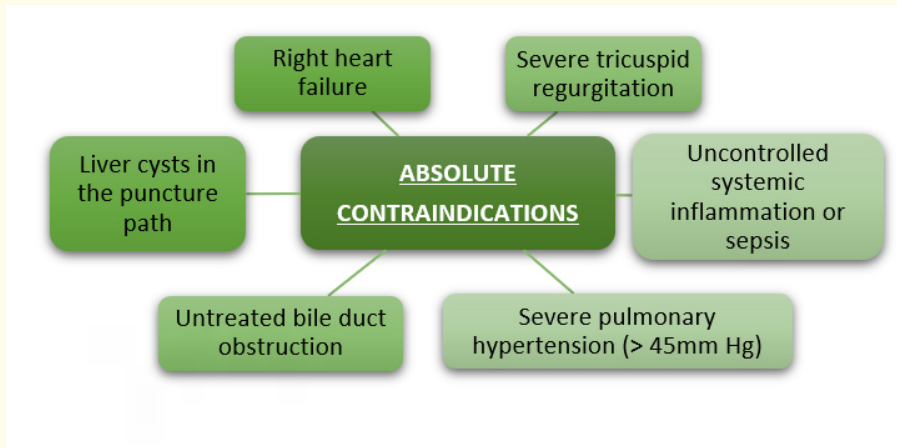 Right heart
failure
Severe tricuspid
regurgitation
Liver cysts in
the puncture
path
ABSOLUTE
CONTRAINDICATIONS
Uncontrolled
systemic
inflammation or
sepsis
Untreated bile duct
obstruction
Severe pulmonary
hypertension (> 45mm Hg)